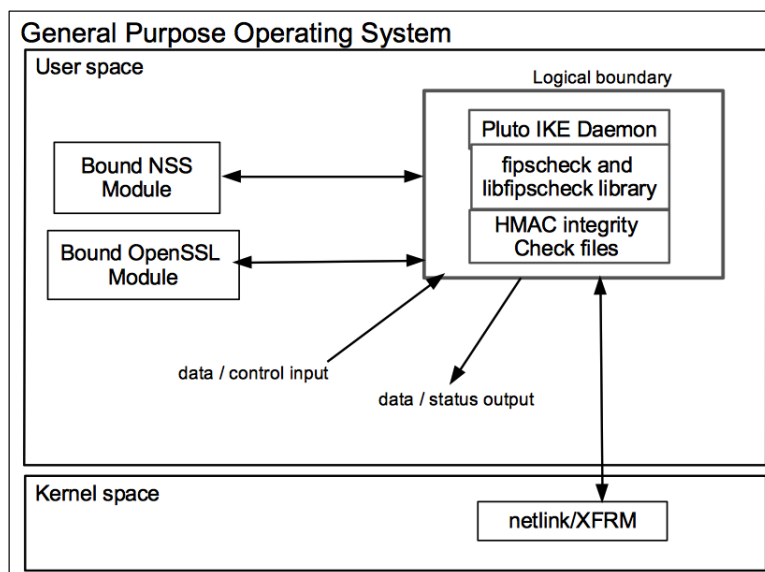 General Purpose Operating System
User space
Logical boundary
Pluto IKE Daemon
fipscheck and
libfipscheck library
HMAC integrity
Check files
Bound NSS
Module
Bound OpenSSL
Module
data / control input
data / status output
Kernel space
netlink/XFRM